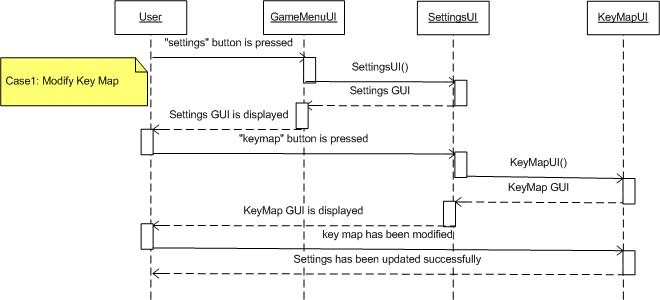 User
GameMenuUI
SettingsUI
KeyMapUI
"settings" button is pressed
Case1: Modify Key Map
SettingsUI()
Settings GUI
Settings GUI is displayed
"keymap" button is pressed
KeyMapUI()
KeyMap GUI
KeyMap GUI is displayed
key map has been modified
Settings has been updated successfully